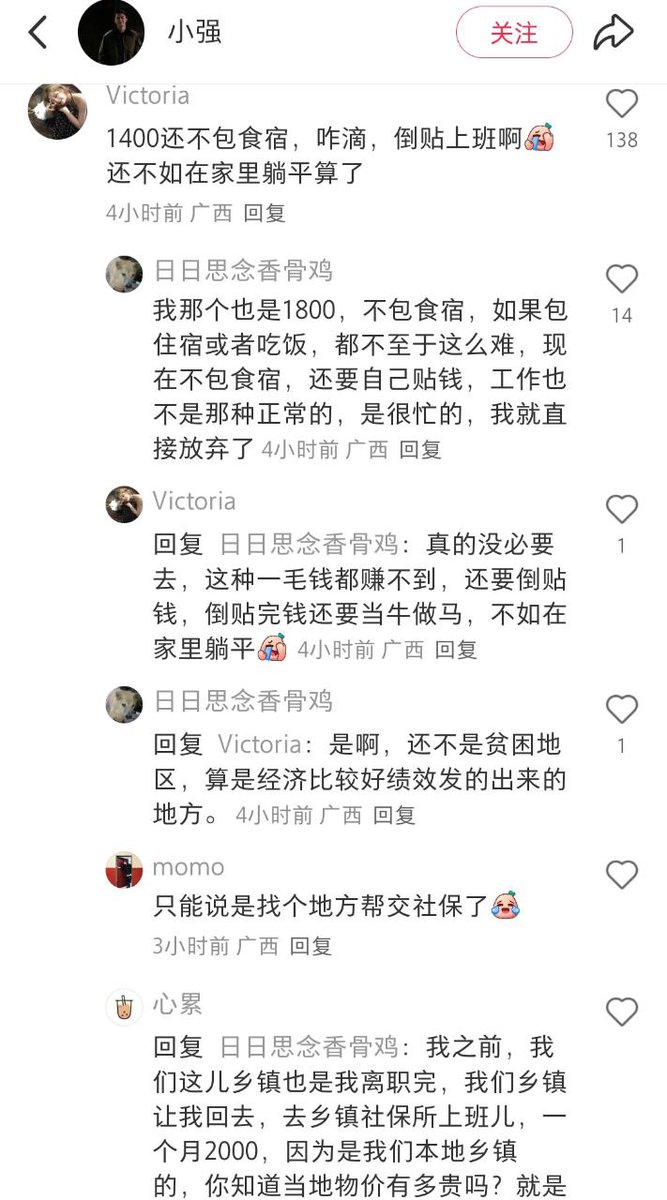 小强
关注
Victoria
1400还不包食宿，咋滴，倒贴上班啊
还不如在家里躺平算了
138
4小时前 广西 回复
日日思念香骨鸡
我那个也是1800，不包食宿，如果包
住宿或者吃饭，都不至于这么难，现
在不包食宿，还要自己贴钱，工作也
不是那种正常的，是很忙的，我就直
接放弃了 4小时前 广西 回复
14
Victoria
回复 日日思念香骨鸡：真的没必要
去，这种一毛钱都赚不到，还要倒贴
钱，倒贴完钱还要当牛做马，不如在
家里躺平 4小时前 广西 回复
1
日日思念香骨鸡
回复 Victoria：是啊，还不是贫困地
区，算是经济比较好绩效发的出来的
地方。 4小时前 广西 回复
1
momo
只能说是找个地方帮交社保了
3小时前 广西 回复
心累
回复 日日思念香骨鸡：我之前，我
们这儿乡镇也是我离职完，我们乡镇
让我回去，去乡镇社保所上班儿，一
个月2000，因为是我们本地乡镇
的，你知道当地物价有多贵吗？就是